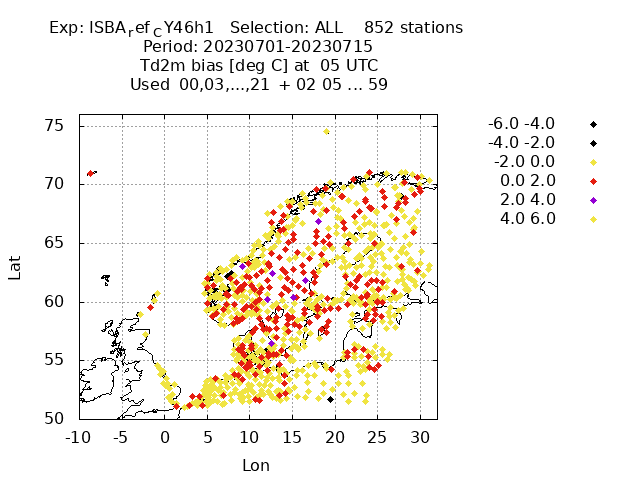 Exp: ISBA_ref_C Y46h1 Selection: ALL 852 stations
Period: 20230701-20230715
Td2m bias [deg C] at 05 UTC
Used 00,03,...,21 + 02 05 ... 59
-6.0 -4.0
-4.0 -2.0
-2.0 0.0
0.0 2.0
2.0 4.0
4.0 6.0
75
70
65
60
55
50
Lat
-10 -5 0 5 10 15 20 25 30
Lon